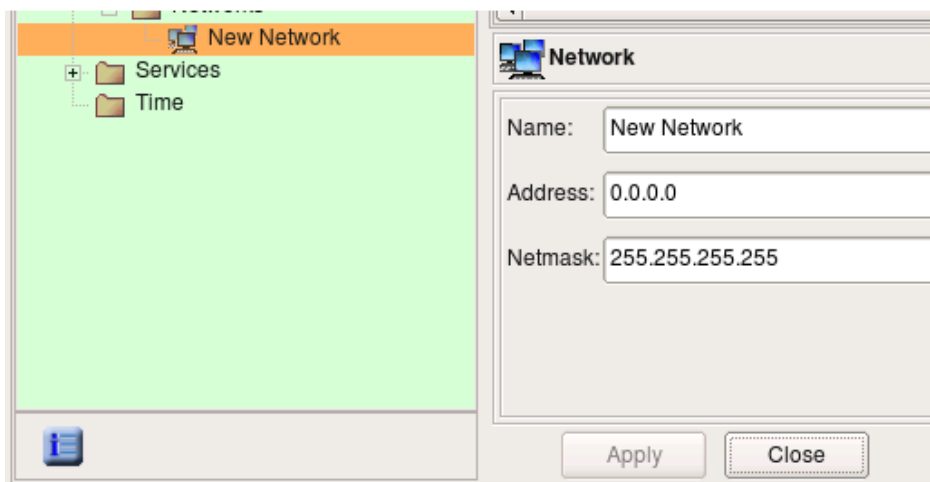 Networks
New Network
Services
Time
Network
Name: New Network
Address: 0.0.0.0
Netmask: 255.255.255.255
Apply Close